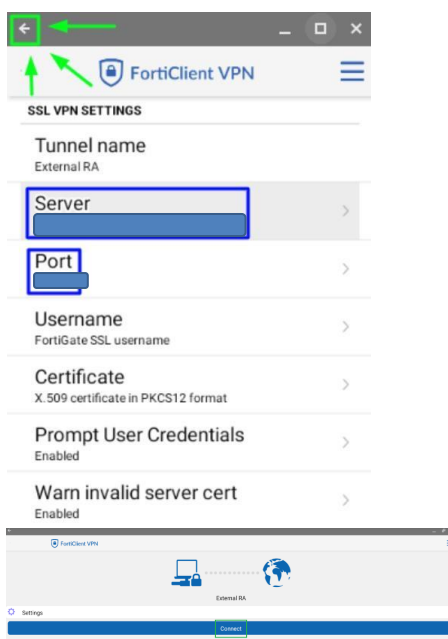 FortiClient VPN
SSL VPN SETTINGS
Tunnel name
External RA
Server
Port
Username
FortiGate SSL username
Certificate
X.509 certificate in PKCS12 format
Prompt User Credentials
Enabled
Warn invalid server cert
Enabled
FortiClient VPN
External RA
Settings
Connect